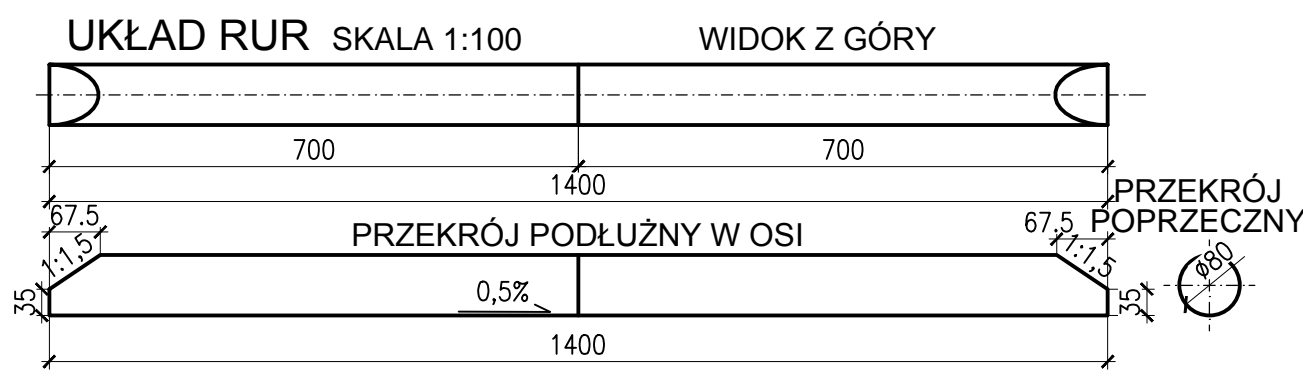 UKŁAD RUR SKALA 1:100 WIDOK Z GÓRY
700 700
1400
PRZEKRÓJ
POPRZECZNY
67.5 PRZEKRÓJ PODŁUŻNY W OSI 67.5
1:1,5 1:1,5
ø80
35 0,5% 35
1400